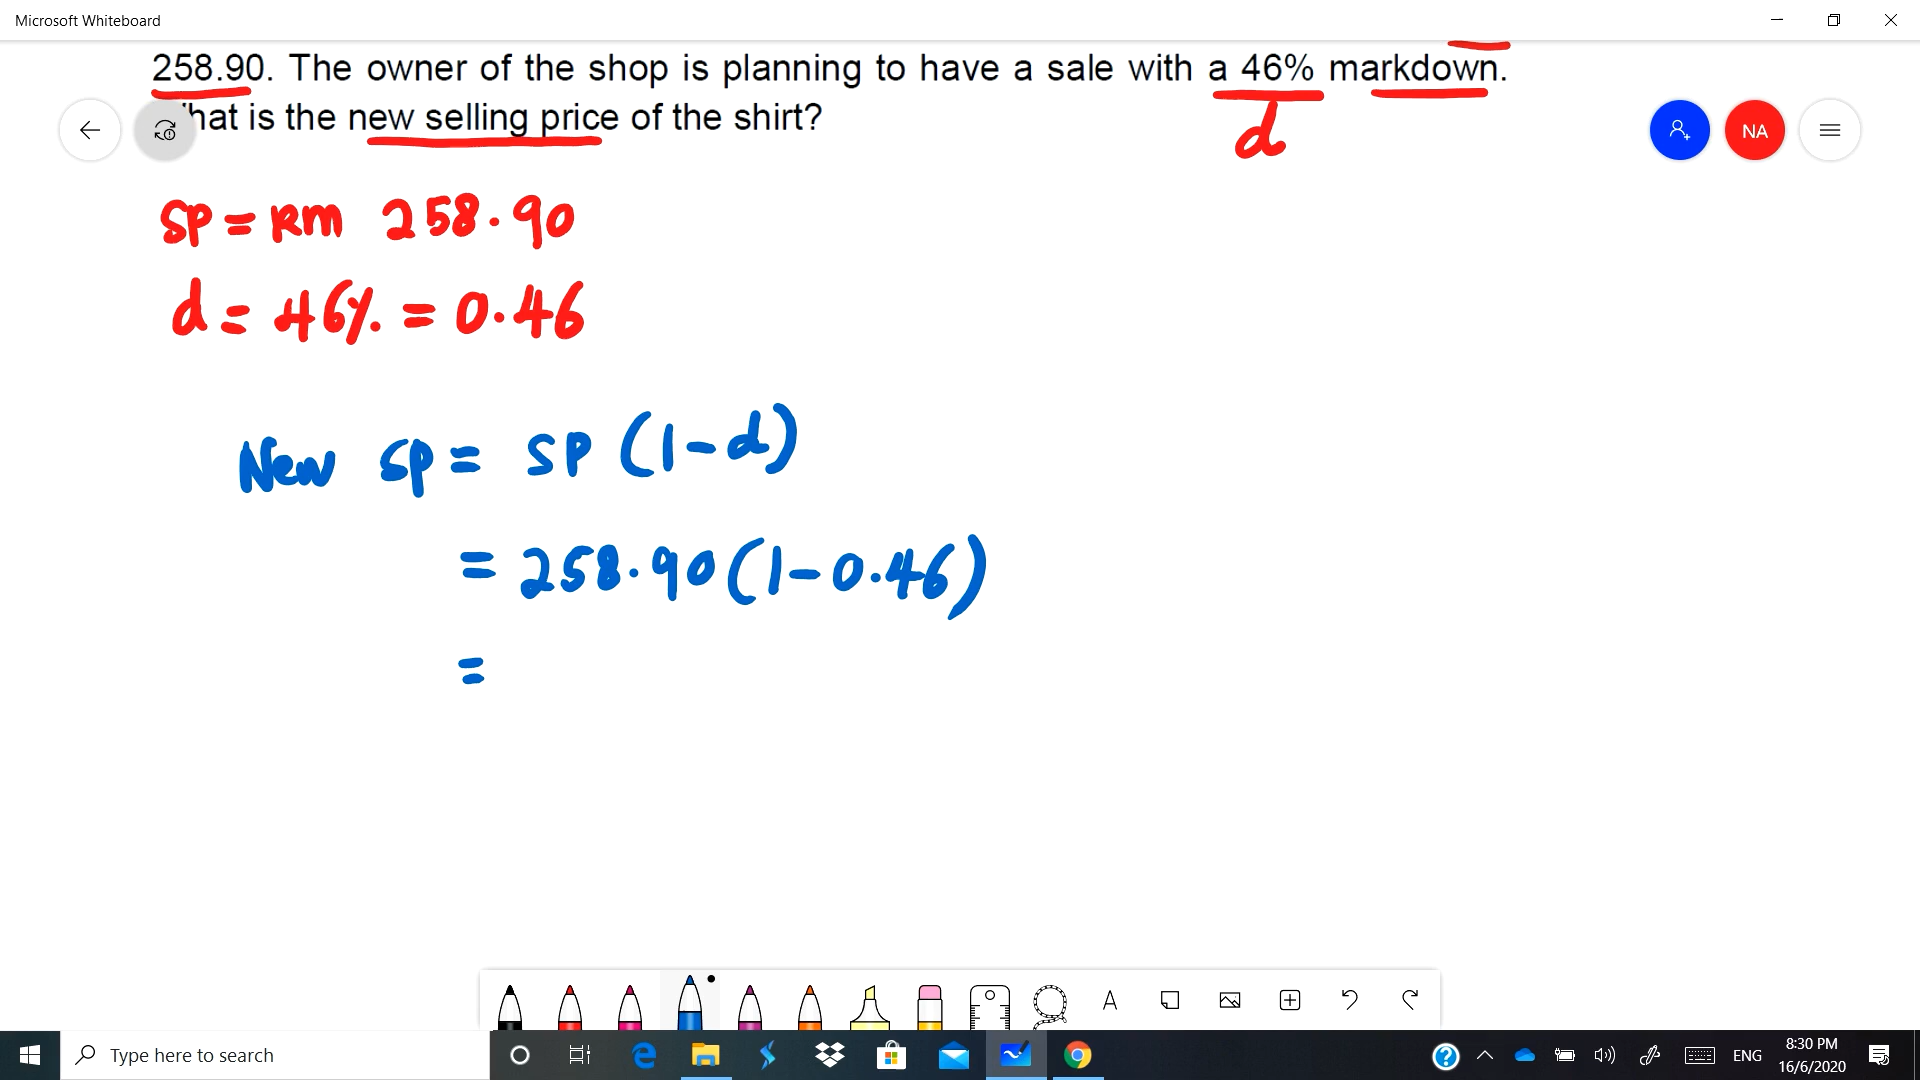 Microsoft Whiteboard
258.90. The owner of the shop is planning to have a sale with a 46% markdown.
hat is the new selling price of the shirt?
d
NA
SP = RM 258.90
d = 46% = 0.46
New SP = SP (1-d)
= 258.90 (1-0.46)
=
A
Type here to search
ENG
8:30 PM
16/6/2020